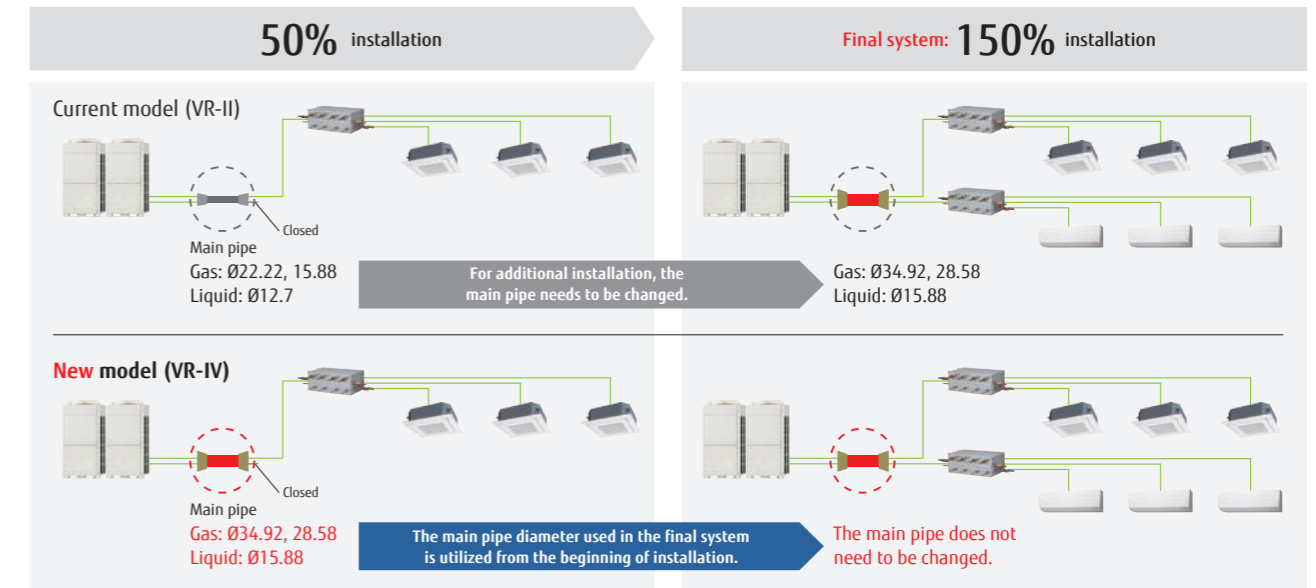 50% installation
Final system: 150% installation
Current model (VR-II)
Closed
Main pipe
Gas: Ø22.22, 15.88
Liquid: Ø12.7
For additional installation, the
main pipe needs to be changed.
Gas: Ø34.92, 28.58
Liquid: Ø15.88
New model (VR-IV)
Closed
Main pipe
Gas: Ø34.92, 28.58
Liquid: Ø15.88
The main pipe diameter used in the final system
is utilized from the beginning of installation.
The main pipe does not
need to be changed.